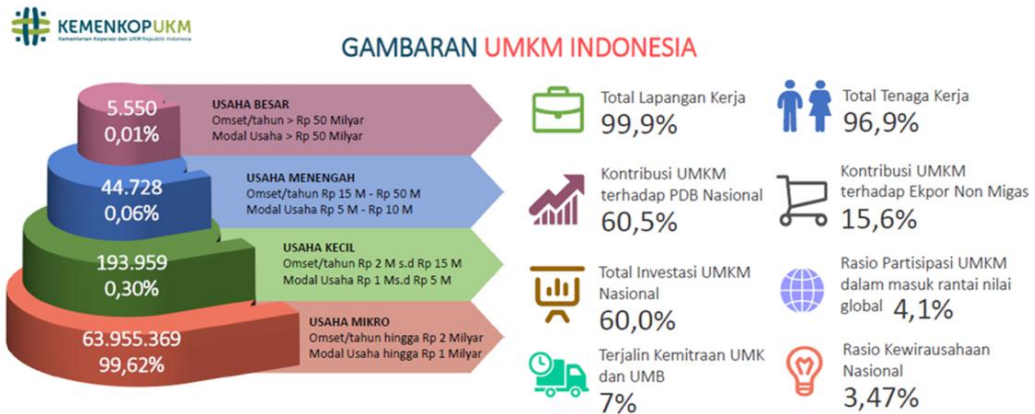 KEMENKOPUKM
Kementerian Koperasi dan UKM Republik Indonesia
GAMBARAN UMKM INDONESIA
5.550
0,01%
USAHA BESAR
Omset/tahun > Rp 50 Milyar
Modal Usaha > Rp 50 Milyar
44.728
0,06%
USAHA MENENGAH
Omset/tahun Rp 15 M - Rp 50 M
Modal Usaha Rp 5 M - Rp 10 M
193.959
0,30%
USAHA KECIL
Omset/tahun Rp 2 M s.d Rp 15 M
Modal Usaha Rp 1 Ms.d Rp 5 M
63.955.369
99,62%
USAHA MIKRO
Omset/tahun hingga Rp 2 Milyar
Modal Usaha hingga Rp 1 Milyar
Total Lapangan Kerja
99,9%
Total Tenaga Kerja
96,9%
Kontribusi UMKM
terhadap PDB Nasional
60,5%
Kontribusi UMKM
terhadap Ekpor Non Migas
15,6%
Total Investasi UMKM
Nasional
60,0%
Rasio Partisipasi UMKM
dalam masuk rantai nilai
global 4,1%
Terjalin Kemitraan UMK
dan UMB
7%
Rasio Kewirausahaan
Nasional
3,47%